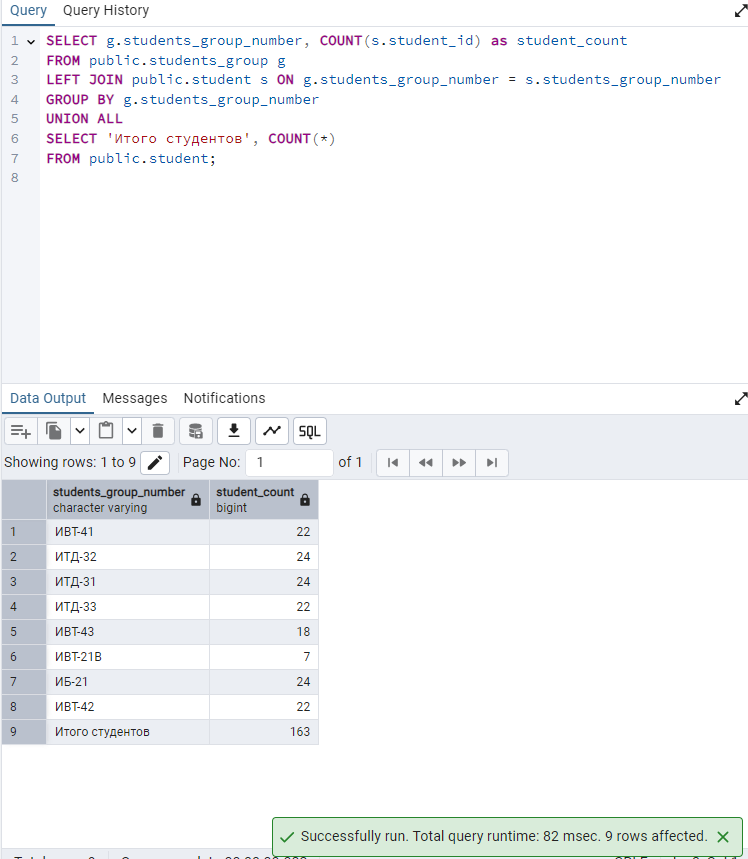 Query Query History
1 SELECT g.students_group_number, COUNT(s.student_id) as student_count
2 FROM public.students_group g
3 LEFT JOIN public.student s ON g.students_group_number = s.students_group_number
4 GROUP BY g.students_group_number
5 UNION ALL
6 SELECT 'Итого студентов', COUNT(*)
7 FROM public.student;
8
Data Output Messages Notifications
SQL
Showing rows: 1 to 9 Page No: 1 of 1
students_group_number student_count
character varying bigint
1 ИВТ-41 22
2 ИТД-32 24
3 ИТД-31 24
4 ИТД-33 22
5 ИВТ-43 18
6 ИВТ-21В 7
7 ИБ-21 24
8 ИВТ-42 22
9 Итого студентов 163
Successfully run. Total query runtime: 82 msec. 9 rows affected.